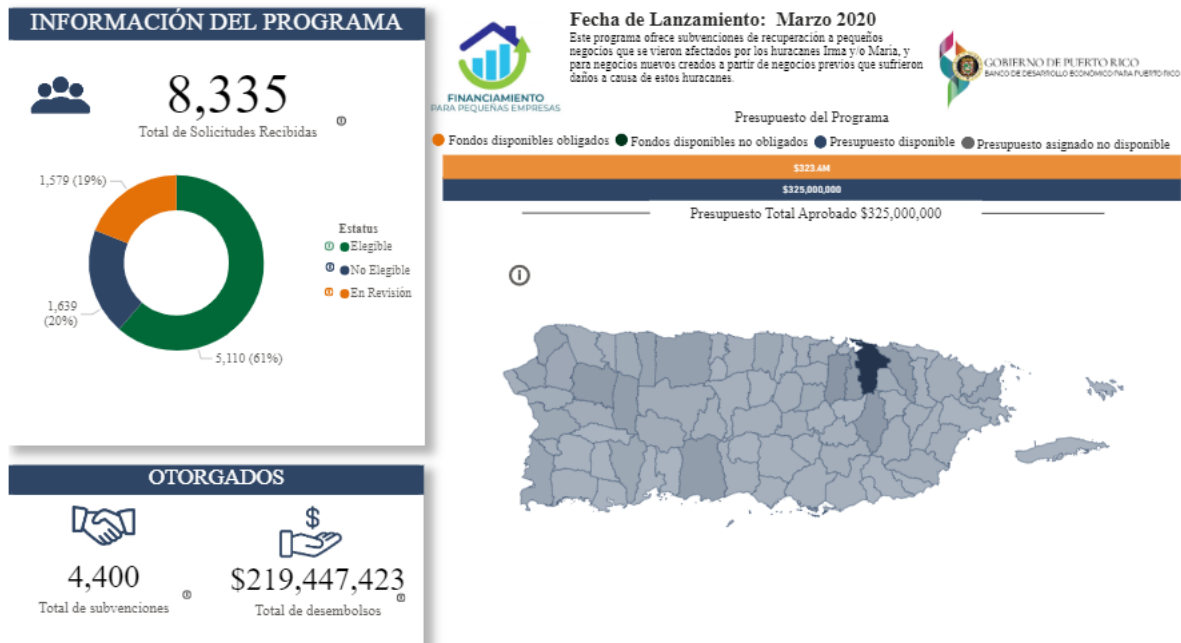 INFORMACIÓN DEL PROGRAMA
8,335
Total de Solicitudes Recibidas
1,579 (19%)
1,639
(20%)
5,110 (61%)
Estatus
Elegible
No Elegible
En Revisión
OTORGADOS
4,400
Total de subvenciones
$
$219,447,423
Total de desembolsos
FINANCIAMIENTO
PARA PEQUEÑAS EMPRESAS
Fecha de Lanzamiento: Marzo 2020
Este programa ofrece subvenciones de recuperación a pequeños
negocios que se vieron afectados por los huracanes Irma y/o Maria, y
para negocios nuevos creados a partir de negocios previos que sufrieron
daños a causa de estos huracanes.
GOBIERNO DE PUERTO RICO
BANCO DE DESARROLLO ECONÓMICO PARA PUERTO RICO
Presupuesto del Programa
Fondos disponibles obligados Fondos disponibles no obligados Presupuesto disponible Presupuesto asignado no disponible
$323.4M
$325,000,000
Presupuesto Total Aprobado $325,000,000